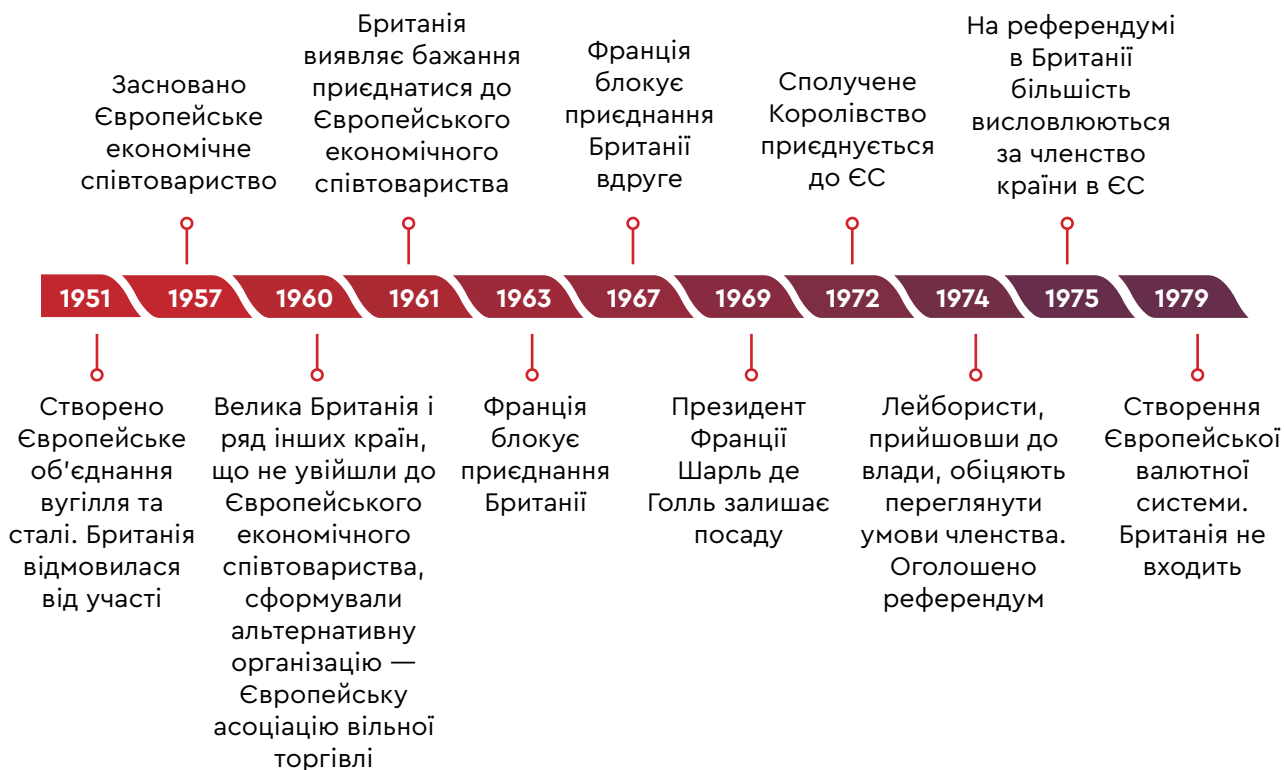 Засновано
Європейське
економічне
співтовариство
Британія
виявляє бажання
приєднатися до
Європейського
економічного
співтовариства
Франція
блокує
приєднання
Британії
вдруге
Сполучене
Королівство
приєднується
до ЄС
На референдумі
в Британії
більшість
висловлюються
за членство
країни в ЄС
1951 1957 1960 1961 1963 1967 1969 1972 1974 1975 1979
Створено
Європейське
об'єднання
вугілля та
сталі. Британія
відмовилася
від участі
Велика Британія і
ряд інших країн,
що не увійшли до
Європейського
економічного
співтовариства,
сформували
альтернативну
організацію —
Європейську
асоціацію вільної
торгівлі
Франція
блокує
приєднання
Британії
Президент
Франції
Шарль де
Голль залишає
посаду
Лейбористи,
прийшовши до
влади, обіцяють
переглянути
умови членства.
Оголошено
референдум
Створення
Європейської
валютної
системи.
Британія не
входить